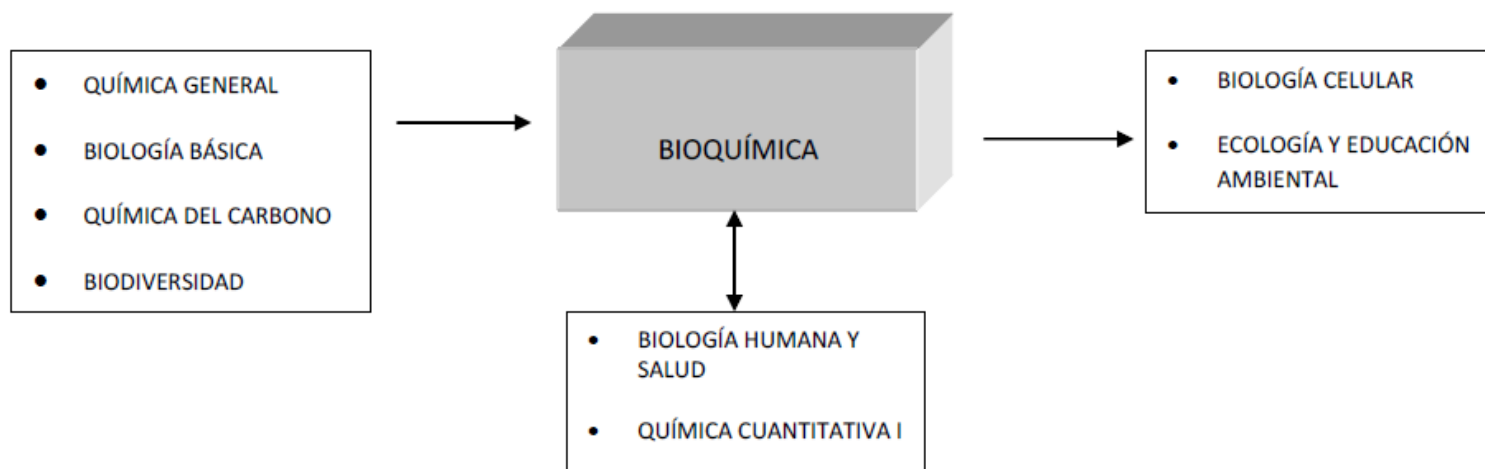 • QUÍMICA GENERAL
• BIOLOGÍA BÁSICA
• QUÍMICA DEL CARBONO
• BIODIVERSIDAD
BIOQUÍMICA
• BIOLOGÍA CELULAR
• ECOLOGÍA Y EDUCACIÓN
AMBIENTAL
• BIOLOGÍA HUMANA Y
SALUD
• QUÍMICA CUANTITATIVA I